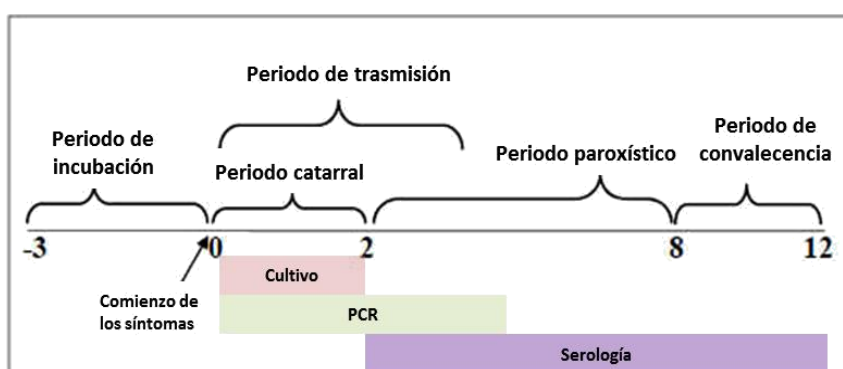 Periodo de trasmisión
Periodo de
incubación
Periodo catarral
Periodo paroxístico
Periodo de
convalecencia
-3
0
2
8
12
Comienzo de
los síntomas
Cultivo
PCR
Serología